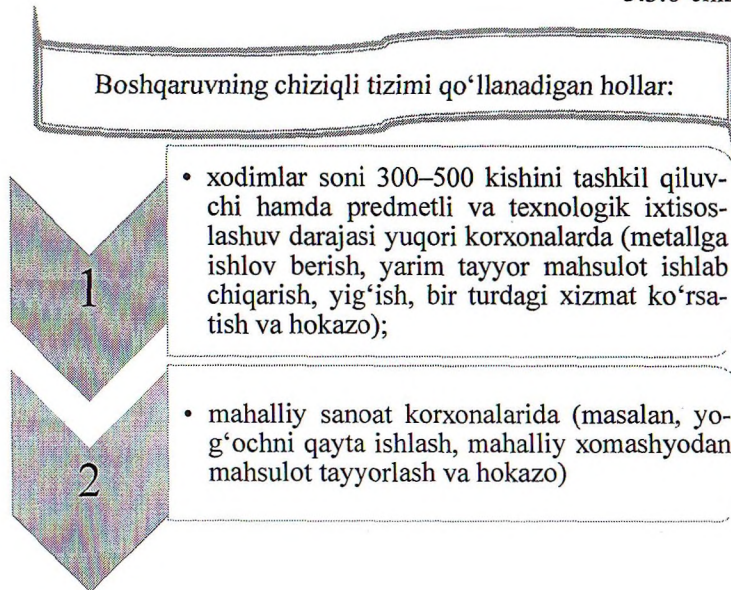 Boshqaruvning chiziqli tizimi qo‘llanadigan hollar:
1
• xodimlar soni 300–500 kishini tashkil qiluv-
chi hamda predmetli va texnologik ixtisos-
lashuv darajasi yuqori korxonalarda (metallga
ishlov berish, yarim tayyor mahsulot ishlab
chiqarish, yig‘ish, bir turdagi xizmat ko‘rsa-
tish va hokazo);
2
• mahalliy sanoat korxonalarida (masalan, yo-
g‘ochni qayta ishlash, mahalliy xomashyodan
mahsulot tayyorlash va hokazo)